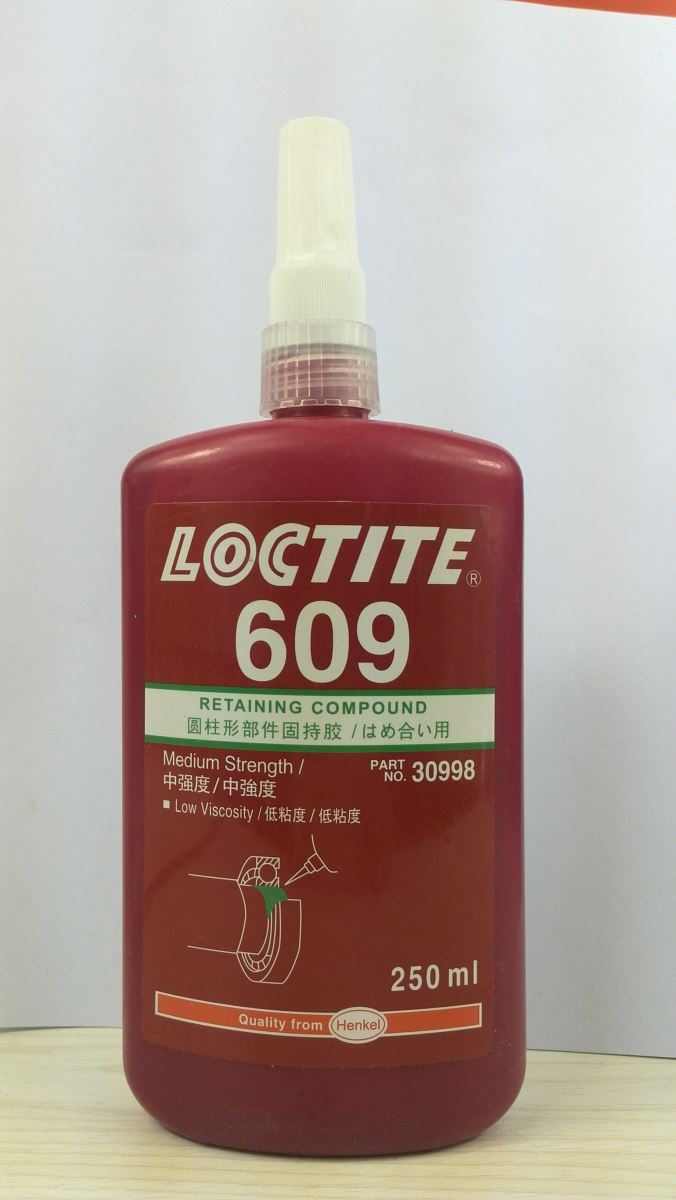 LOCTITE®
609
RETAINING COMPOUND
圆柱形部件固持胶 / はめ合い用
Medium Strength /
中强度 / 中強度
PART NO. 30998
■ Low Viscosity / 低粘度 / 低粘度
250 ml
Quality from Henkel